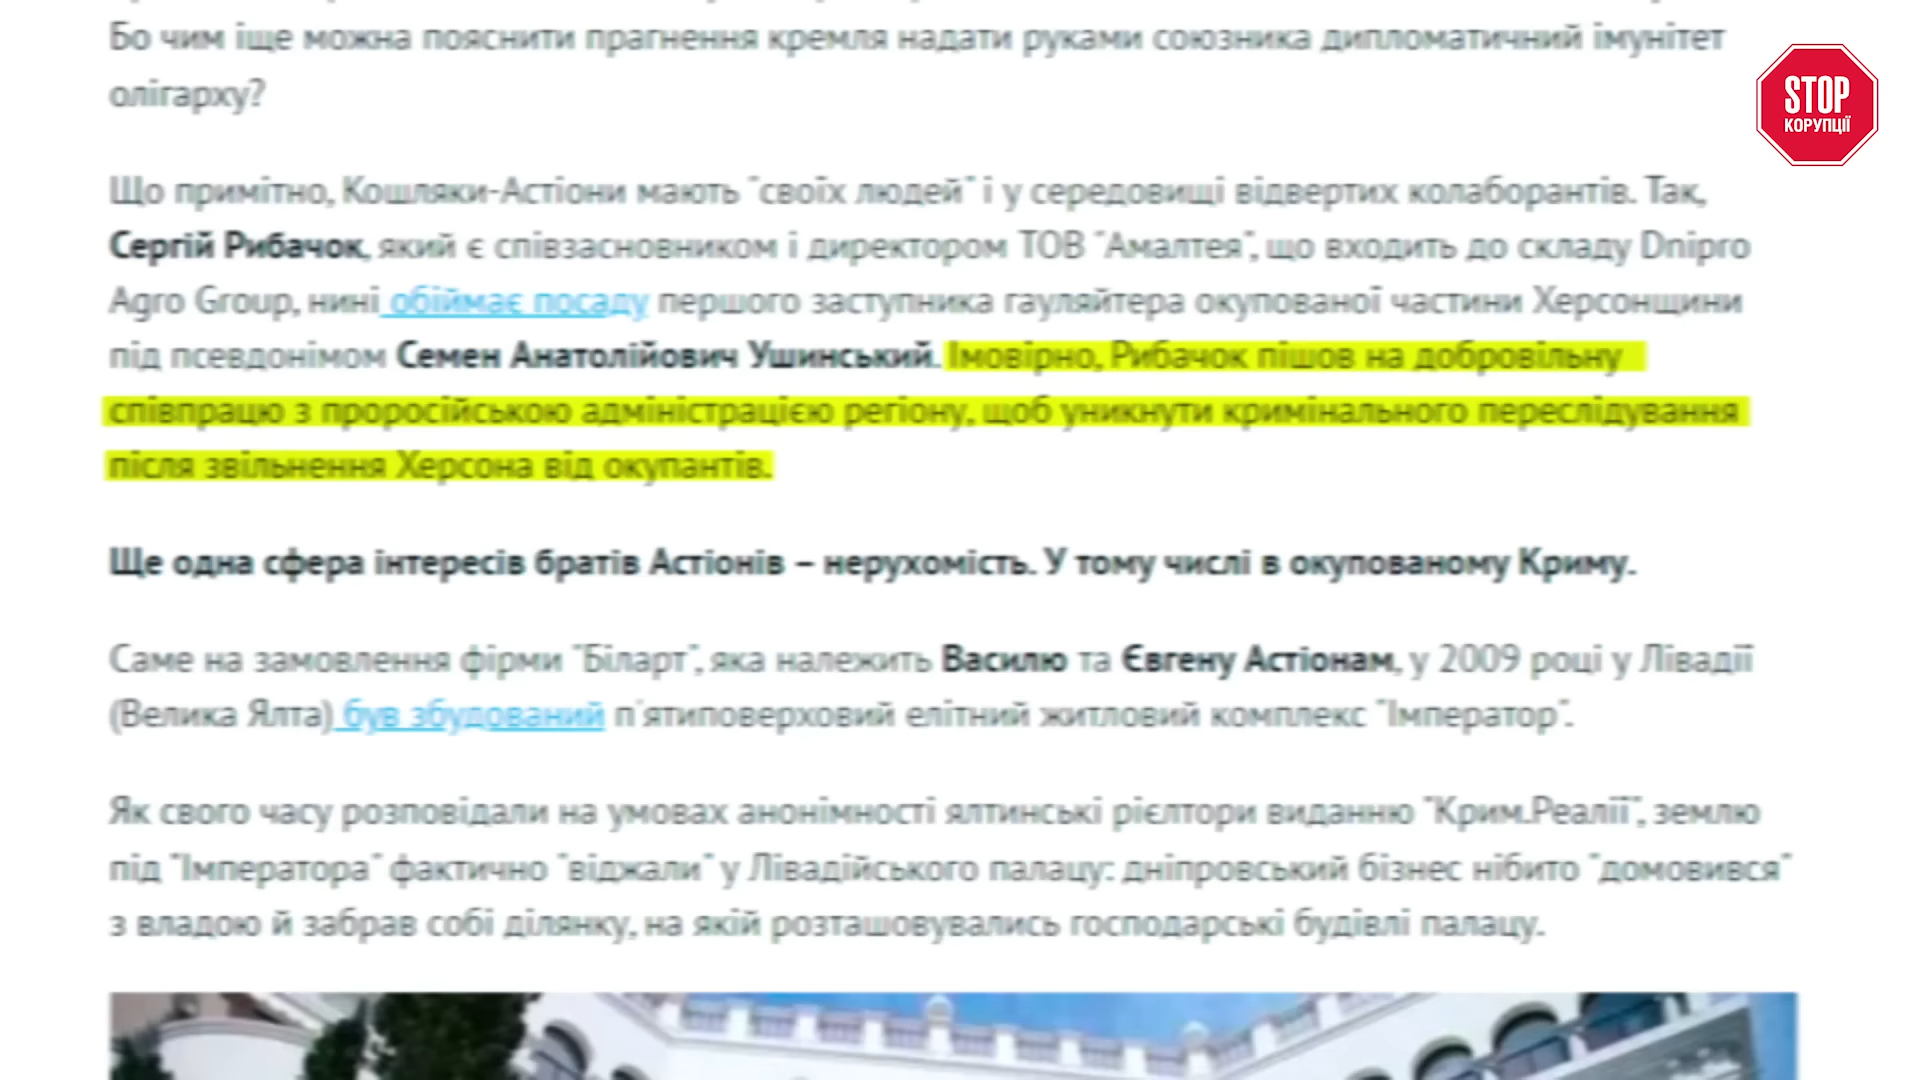 Бо чим іще можна пояснити прагнення кремля надати руками союзника дипломатичний імунітет
олігарху?
STOP
КОРУПЦІЇ
Що примітно, Кошляки-Астіони мають "своїх людей" і у середовищі відвертих колаборантів. Так,
Сергій Рибачок, який є співзасновником і директором ТОВ "Амалтея", що входить до складу Dnipro
Agro Group, нині обіймає посаду першого заступника гауляйтера окупованої частини Херсонщини
під псевдонімом Семен Анатолійович Ушинський. Імовірно, Рибачок пішов на добровільну
співпрацю з проросійською адміністрацією регіону, щоб уникнути кримінального переслідування
після звільнення Херсона від окупантів.
Ще одна сфера інтересів братів Астіонів – нерухомість. У тому числі в окупованому Криму.
Саме на замовлення фірми "Біларт", яка належить Василю та Євгену Астіонам, у 2009 році у Лівадії
(Велика Ялта) був збудований п'ятиповерховий елітний житловий комплекс "Імператор".
Як свого часу розповідали на умовах анонімності ялтинські рієлтори виданню "Крим.Реалії", землю
під "Імператора" фактично "віджали" у Лівадійського палацу: дніпровський бізнес нібито "домовився"
з владою й забрав собі ділянку, на якій розташовувались господарські будівлі палацу.